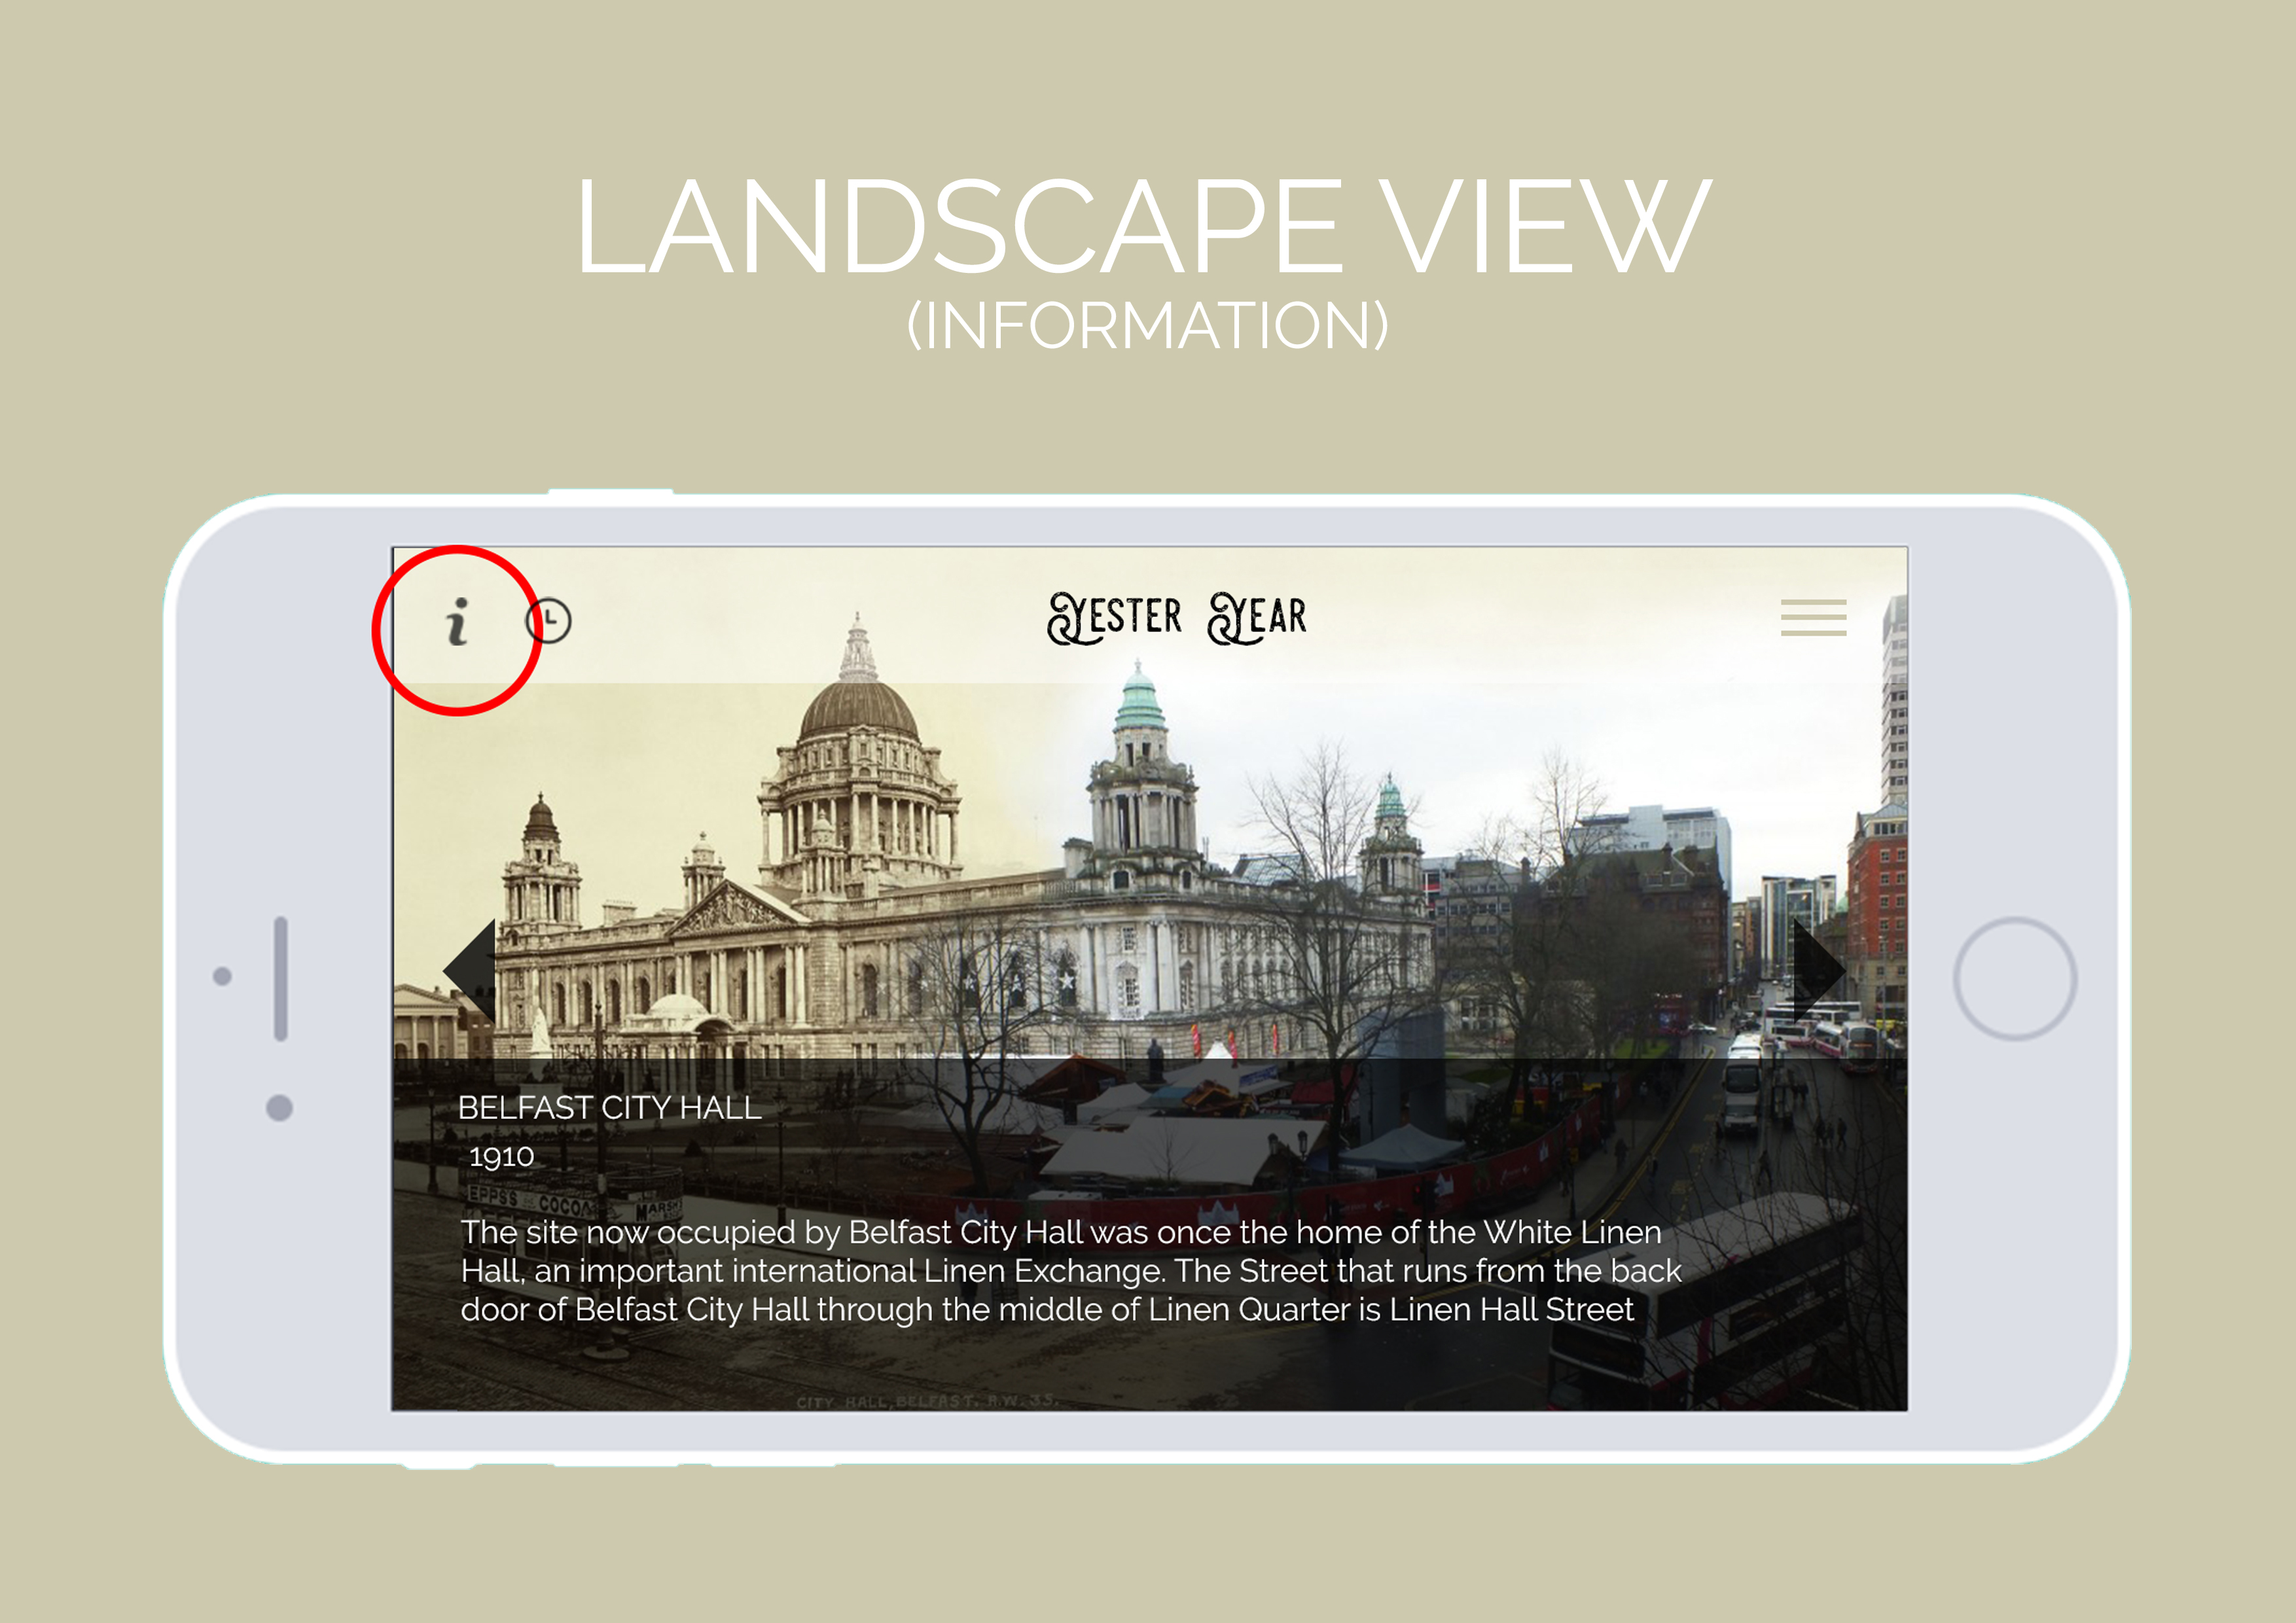 LANDSCAPE VIEW
(INFORMATION)
i
YESTER YEAR
BELFAST CITY HALL
1910
EPPS'S COCOA MARSH
The site now occupied by Belfast City Hall was once the home of the White Linen
Hall, an important international Linen Exchange. The Street that runs from the back
door of Belfast City Hall through the middle of Linen Quarter is Linen Hall Street
CITY HALL, BELFAST. R.W. 35.